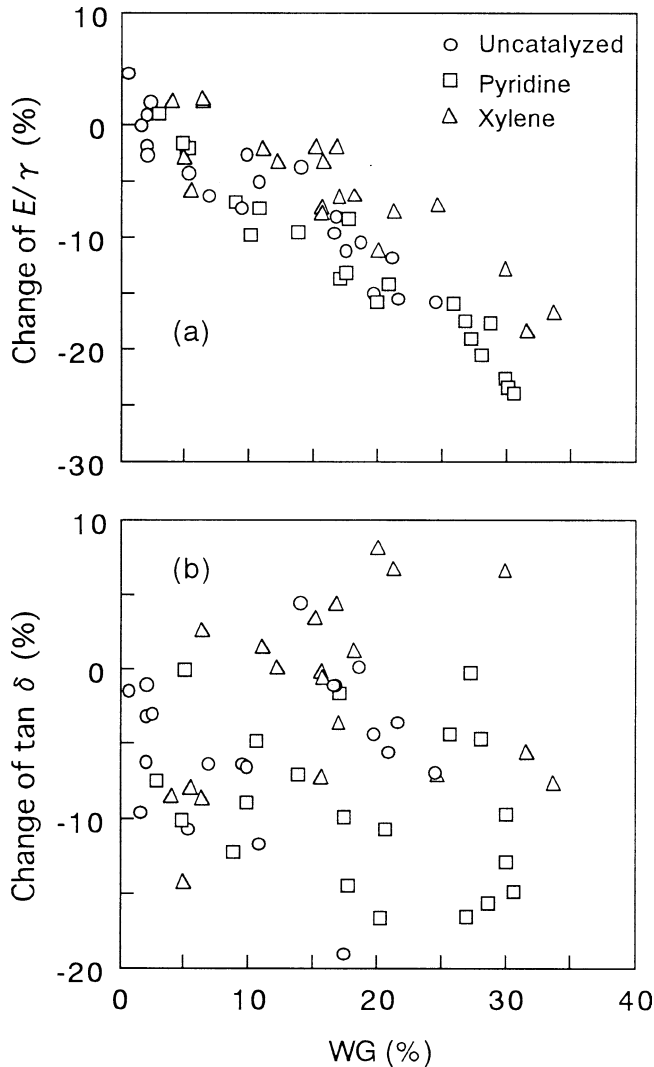 10
0
-10
-20
-30
Change of E/γ (%)
Uncatalyzed
Pyridine
Xylene
(a)
10
0
-10
-20
Change of tan δ (%)
(b)
0 10 20 30 40
WG (%)